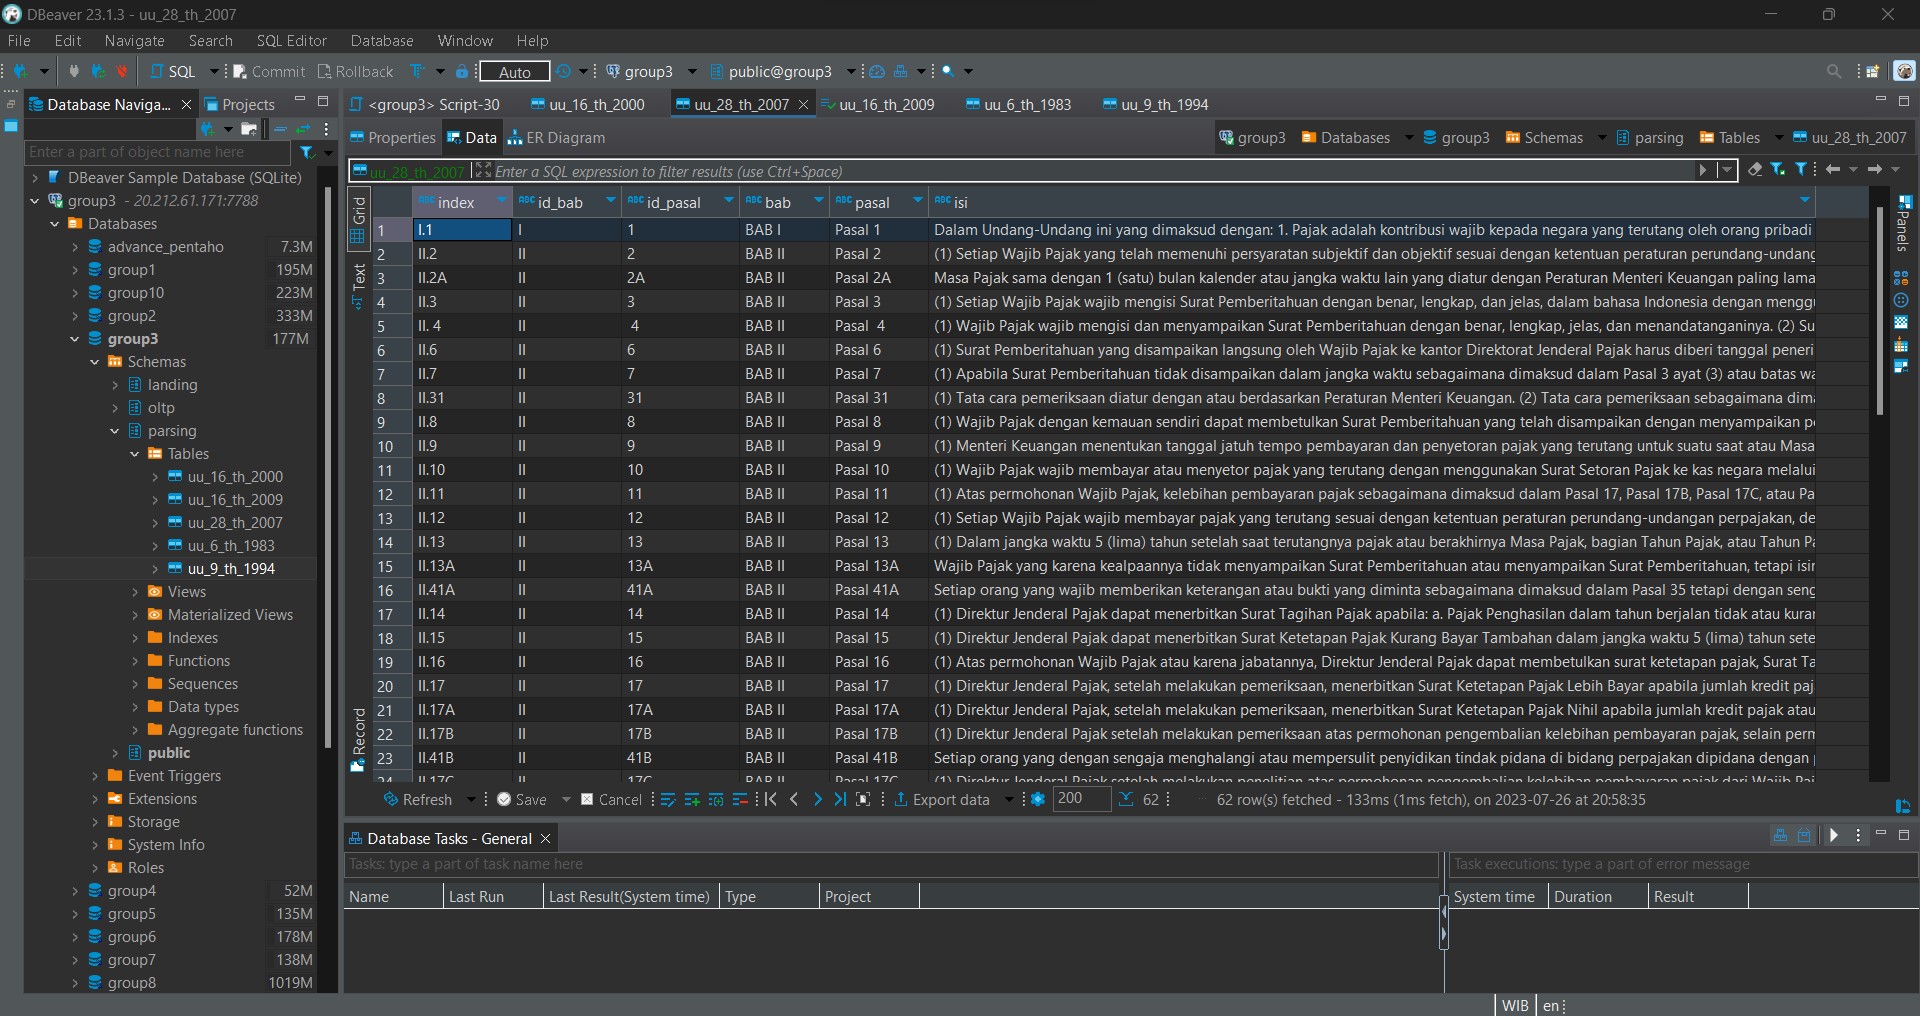 DBeaver 23.1.3 - uu_28_th_2007
File Edit Navigate Search SQL Editor Database Window Help
SQL Commit Rollback Auto group3 public@group3
Database Naviga... Projects
<group3> Script-30 uu_16_th_2000 uu_28_th_2007 uu_16_th_2009 uu_6_th_1983 uu_9_th_1994
Properties Data ER Diagram group3 Databases group3 Schemas parsing Tables uu_28_th_2007
Enter a part of object name here
uu_28_th_2007 Enter a SQL expression to filter results (use Ctrl+Space)
DBeaver Sample Database (SQLite)
group3 - 20.212.61.171:7788
Databases
advance_pentaho 7.3M
group1 195M
group10 223M
group2 333M
group3 177M
Schemas
landing
oltp
parsing
Tables
uu_16_th_2000
uu_16_th_2009
uu_28_th_2007
uu_6_th_1983
uu_9_th_1994
Views
Materialized Views
Indexes
Functions
Sequences
Data types
Aggregate functions
public
Event Triggers
Extensions
Storage
System Info
Roles
group4 52M
group5 135M
group6 178M
group7 138M
group8 1019M
Grid
Text
Record
Panels
ABC index ABC id_bab ABC id_pasal ABC bab ABC pasal ABC isi
1 I.1 I 1 BAB I Pasal 1 Dalam Undang-Undang ini yang dimaksud dengan: 1. Pajak adalah kontribusi wajib kepada negara yang terutang oleh orang pribadi
2 II.2 II 2 BAB II Pasal 2 (1) Setiap Wajib Pajak yang telah memenuhi persyaratan subjektif dan objektif sesuai dengan ketentuan peraturan perundang-undang
3 II.2A II 2A BAB II Pasal 2A Masa Pajak sama dengan 1 (satu) bulan kalender atau jangka waktu lain yang diatur dengan Peraturan Menteri Keuangan paling lama
4 II.3 II 3 BAB II Pasal 3 (1) Setiap Wajib Pajak wajib mengisi Surat Pemberitahuan dengan benar, lengkap, dan jelas, dalam bahasa Indonesia dengan menggu
5 II. 4 II 4 BAB II Pasal 4 (1) Wajib Pajak wajib mengisi dan menyampaikan Surat Pemberitahuan dengan benar, lengkap, jelas, dan menandatanganinya. (2) Su
6 II.6 II 6 BAB II Pasal 6 (1) Surat Pemberitahuan yang disampaikan langsung oleh Wajib Pajak ke kantor Direktorat Jenderal Pajak harus diberi tanggal peneri
7 II.7 II 7 BAB II Pasal 7 (1) Apabila Surat Pemberitahuan tidak disampaikan dalam jangka waktu sebagaimana dimaksud dalam Pasal 3 ayat (3) atau batas wa
8 II.31 II 31 BAB II Pasal 31 (1) Tata cara pemeriksaan diatur dengan atau berdasarkan Peraturan Menteri Keuangan. (2) Tata cara pemeriksaan sebagaimana dima
9 II.8 II 8 BAB II Pasal 8 (1) Wajib Pajak dengan kemauan sendiri dapat membetulkan Surat Pemberitahuan yang telah disampaikan dengan menyampaikan pe
10 II.9 II 9 BAB II Pasal 9 (1) Menteri Keuangan menentukan tanggal jatuh tempo pembayaran dan penyetoran pajak yang terutang untuk suatu saat atau Masa
11 II.10 II 10 BAB II Pasal 10 (1) Wajib Pajak wajib membayar atau menyetor pajak yang terutang dengan menggunakan Surat Setoran Pajak ke kas negara melalui
12 II.11 II 11 BAB II Pasal 11 (1) Atas permohonan Wajib Pajak, kelebihan pembayaran pajak sebagaimana dimaksud dalam Pasal 17, Pasal 17B, Pasal 17C, atau Pa
13 II.12 II 12 BAB II Pasal 12 (1) Setiap Wajib Pajak wajib membayar pajak yang terutang sesuai dengan ketentuan peraturan perundang-undangan perpajakan, de
14 II.13 II 13 BAB II Pasal 13 (1) Dalam jangka waktu 5 (lima) tahun setelah saat terutangnya pajak atau berakhirnya Masa Pajak, bagian Tahun Pajak, atau Tahun Pa
15 II.13A II 13A BAB II Pasal 13A Wajib Pajak yang karena kealpaannya tidak menyampaikan Surat Pemberitahuan atau menyampaikan Surat Pemberitahuan, tetapi isin
16 II.41A II 41A BAB II Pasal 41A Setiap orang yang wajib memberikan keterangan atau bukti yang diminta sebagaimana dimaksud dalam Pasal 35 tetapi dengan seng
17 II.14 II 14 BAB II Pasal 14 (1) Direktur Jenderal Pajak dapat menerbitkan Surat Tagihan Pajak apabila: a. Pajak Penghasilan dalam tahun berjalan tidak atau kuran
18 II.15 II 15 BAB II Pasal 15 (1) Direktur Jenderal Pajak dapat menerbitkan Surat Ketetapan Pajak Kurang Bayar Tambahan dalam jangka waktu 5 (lima) tahun sete
19 II.16 II 16 BAB II Pasal 16 (1) Atas permohonan Wajib Pajak atau karena jabatannya, Direktur Jenderal Pajak dapat membetulkan surat ketetapan pajak, Surat Ta
20 II.17 II 17 BAB II Pasal 17 (1) Direktur Jenderal Pajak, setelah melakukan pemeriksaan, menerbitkan Surat Ketetapan Pajak Lebih Bayar apabila jumlah kredit paj
21 II.17A II 17A BAB II Pasal 17A (1) Direktur Jenderal Pajak, setelah melakukan pemeriksaan, menerbitkan Surat Ketetapan Pajak Nihil apabila jumlah kredit pajak atau
22 II.17B II 17B BAB II Pasal 17B (1) Direktur Jenderal Pajak setelah melakukan pemeriksaan atas permohonan pengembalian kelebihan pembayaran pajak, selain perm
23 II.41B II 41B BAB II Pasal 41B Setiap orang yang dengan sengaja menghalangi atau mempersulit penyidikan tindak pidana di bidang perpajakan dipidana dengan
24 II.17C II 17C BAB II Pasal 17C (1) Direktur Jenderal Pajak setelah melakukan penelitian atas permohonan pengembalian kelebihan pembayaran pajak dari Wajib Paj
Refresh Save Cancel Export data 200 62 62 row(s) fetched - 133ms (1ms fetch), on 2023-07-26 at 20:58:35
Database Tasks - General
Tasks: type a part of task name here Task executions: type a part of error message
Name Last Run Last Result(System time) Type Project System time Duration Result
WIB en